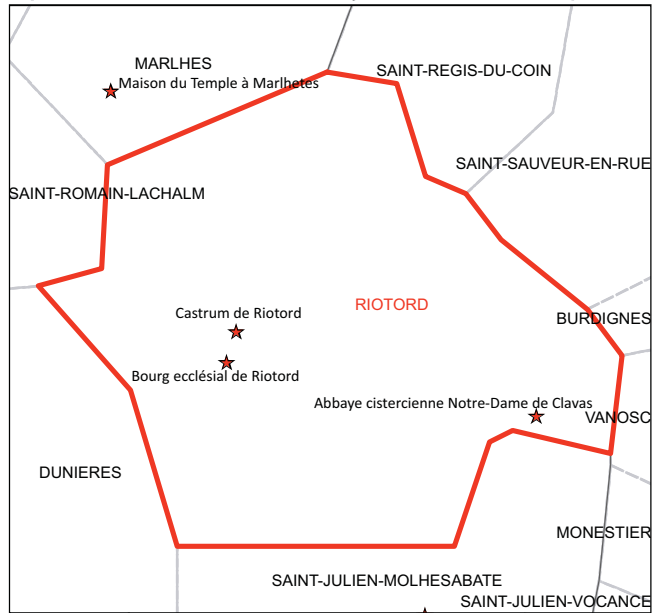 MARLHES
SAINT-REGIS-DU-COIN
Maison du Temple à Marlhetes
SAINT-SAUVEUR-EN-RUE
SAINT-ROMAIN-LACHALM
RIOTORD
Castrum de Riotord
BURDIGNES
Bourg ecclésial de Riotord
Abbaye cistercienne Notre-Dame de Clavas
VANOSC
DUNIERES
MONESTIER
SAINT-JULIEN-MOLHESABATE
SAINT-JULIEN-VOCANCE